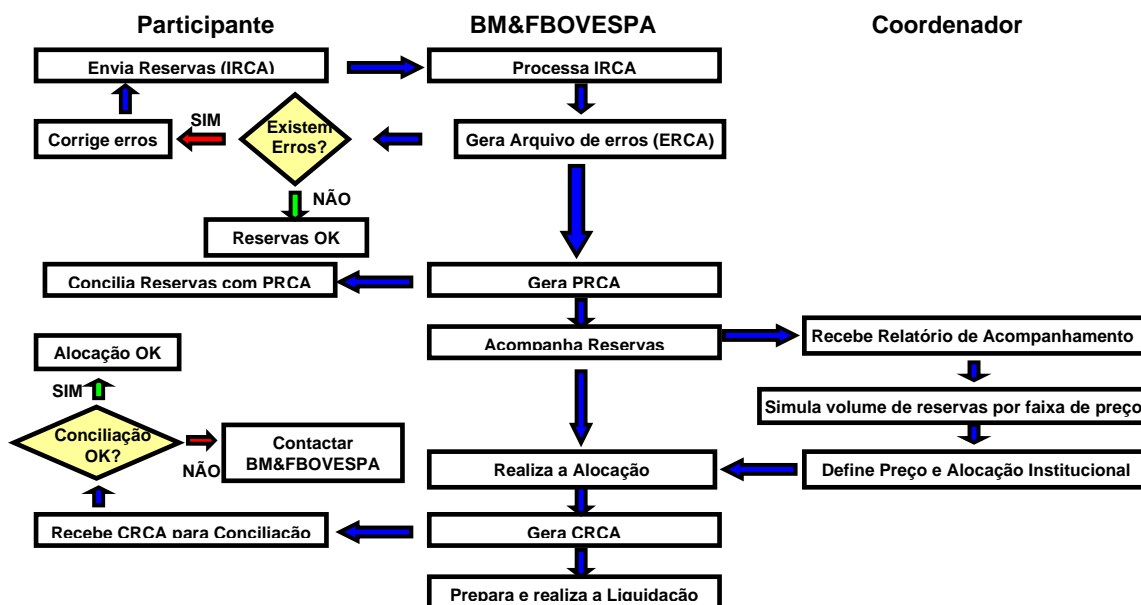 Participante
BM&FBOVESPA
Coordenador
Envia Reservas (IRCA)
Processa IRCA
SIM
Existem
Erros?
Corrige erros
Gera Arquivo de erros (ERCA)
NÃO
Reservas OK
Concilia Reservas com PRCA
Gera PRCA
Acompanha Reservas
Recebe Relatório de Acompanhamento
Alocação OK
SIM
Simula volume de reservas por faixa de preço
Conciliação
OK?
NÃO
Contactar
BM&FBOVESPA
Realiza a Alocação
Define Preço e Alocação Institucional
Recebe CRCA para Conciliação
Gera CRCA
Prepara e realiza a Liquidação